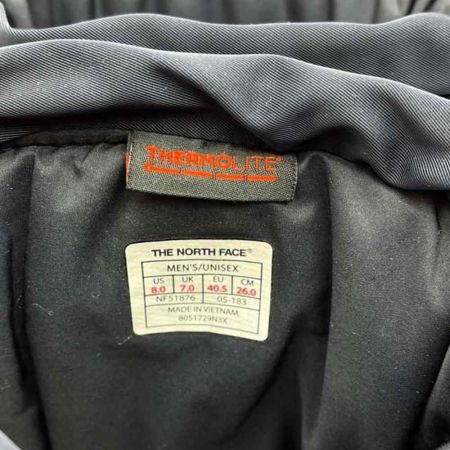 THERMOLITE®
THE NORTH FACE®
MEN'S/UNISEX
US UK EU CM
8.0 7.0 40.5 26.0
NF51876 05-183
MADE IN VIETNAM
8051729N3X